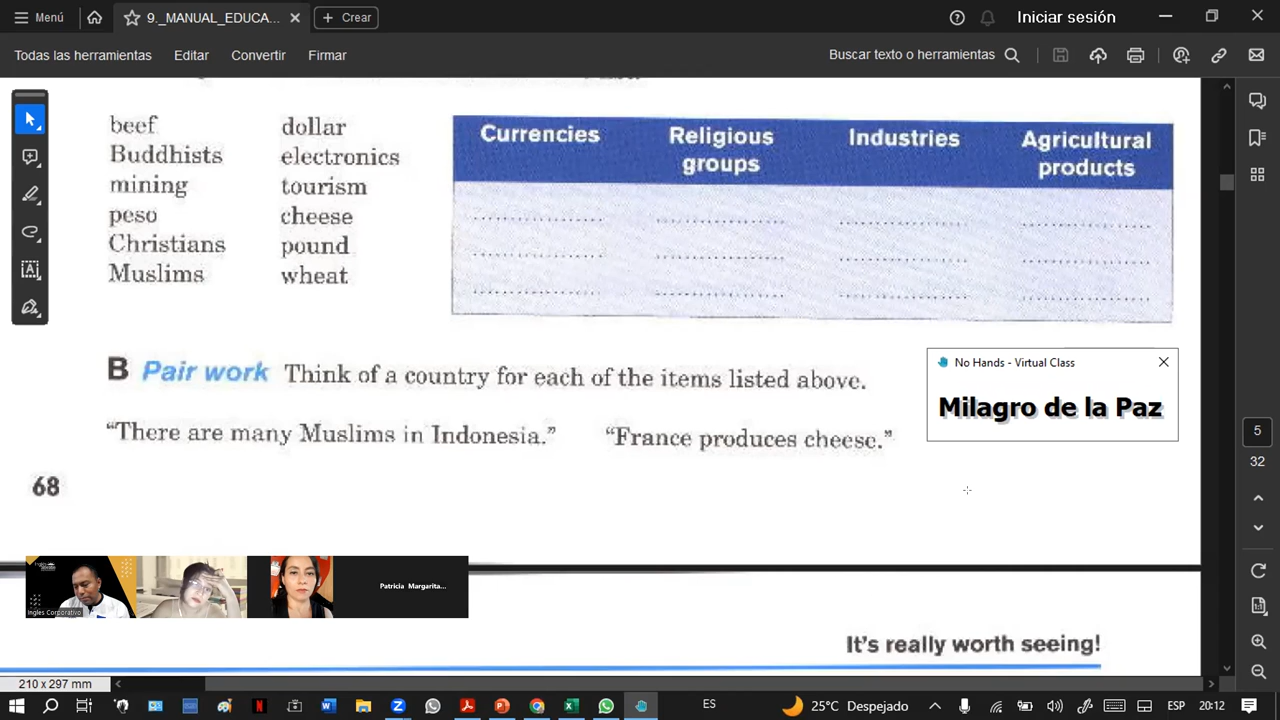 Menú
9._MANUAL_EDUCA...
Crear
Iniciar sesión
Todas las herramientas
Editar
Convertir
Firmar
Buscar texto o herramientas
beef
Buddhists
mining
peso
Christians
Muslims
dollar
electronics
tourism
cheese
pound
wheat
Currencies
Religious
groups
Industries
Agricultural
products
B Pair work Think of a country for each of the items listed above.
“There are many Muslims in Indonesia.” “France produces cheese.”
68
No Hands - Virtual Class
Milagro de la Paz
5
32
Ingles Corporativo
Patricia Margarita...
It's really worth seeing!
210 x 297 mm
ES
25°C Despejado
ESP
20:12